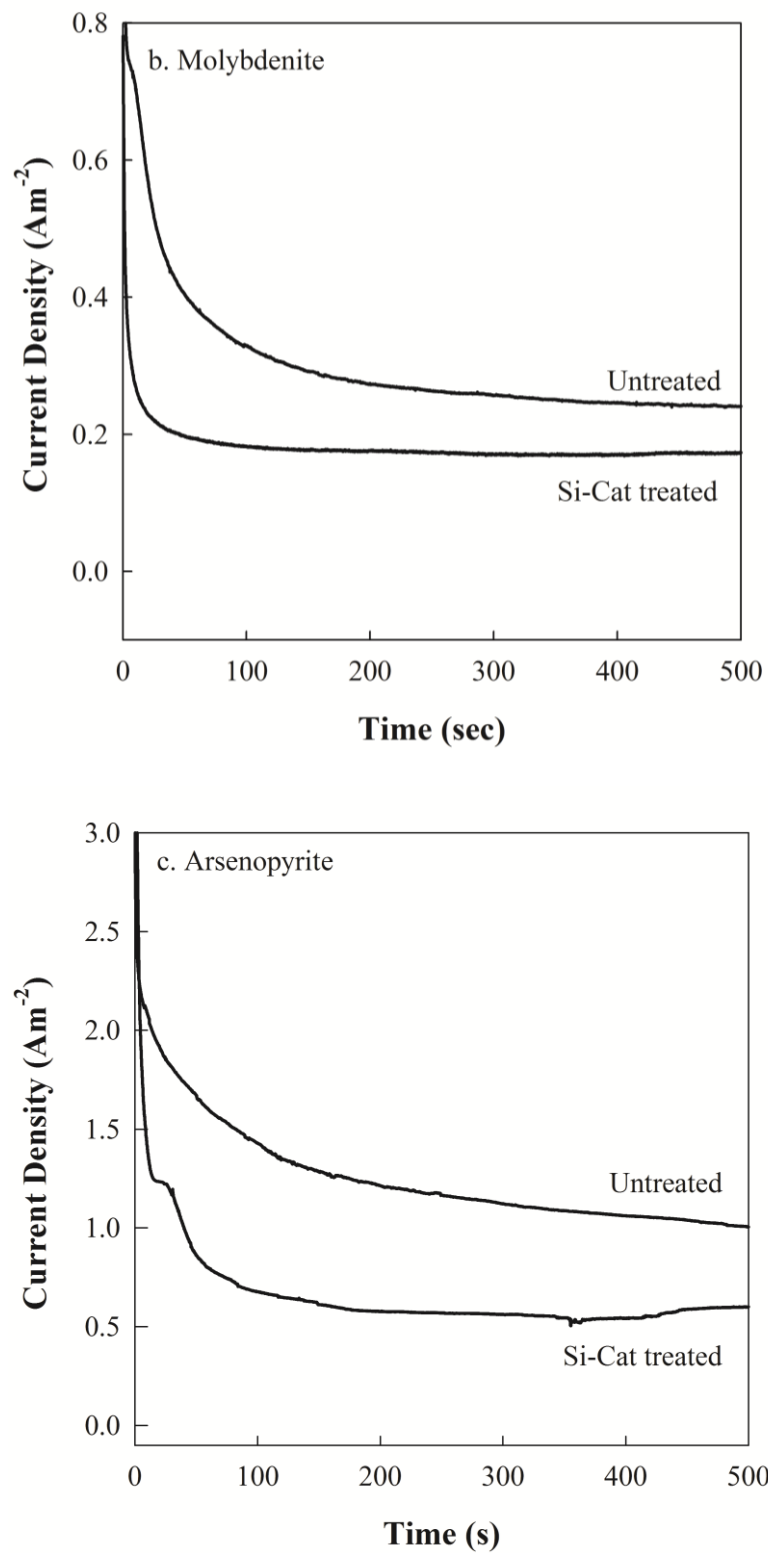 0.8
b. Molybdenite
0.6
0.4
Untreated
0.2
Si-Cat treated
0.0
Current Density (Am⁻²)
0 100 200 300 400 500
Time (sec)
3.0
c. Arsenopyrite
2.5
2.0
1.5
Untreated
1.0
0.5
Si-Cat treated
0.0
Current Density (Am⁻²)
0 100 200 300 400 500
Time (s)